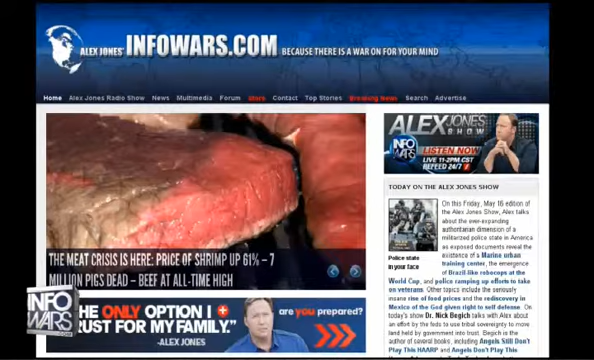 ALEX JONES' INFOWARS.COM BECAUSE THERE IS A WAR ON FOR YOUR MIND
Home Alex Jones Radio Show News Multimedia Forum Store Contact Top Stories Breaking News Search Advertise
THE MEAT CRISIS IS HERE: PRICE OF SHRIMP UP 61% – 7
MILLION PIGS DEAD – BEEF AT ALL-TIME HIGH
INFO
WARS
THE ONLY OPTION I
TRUST FOR MY FAMILY."
-ALEX JONES
are you prepared?
ALEX JONES
SHOW
INFO
WARS
LISTEN NOW
LIVE 11-2PM CST
REFEED 24/7
TODAY ON THE ALEX JONES SHOW
Police state
in your face
On this Friday, May 16 edition of
the Alex Jones Show, Alex talks
about the ever-expanding
authoritarian dimension of a
militarized police state in America
as exposed documents reveal the
existence of a Marine urban
training center, the emergence
of Brazil-like robocops at the
World Cup, and police ramping up efforts to take
on veterans. Other topics include the seriously
insane rise of food prices and the rediscovery in
Mexico of the God given right to self defense. On
today's show Dr. Nick Begich talks with Alex about
an effort by the feds to use tribal sovereignty to move
land held by government into trust. Begich is the
author of several books, including Angels Still Don't
Play This HAARP and Angels Don't Play This